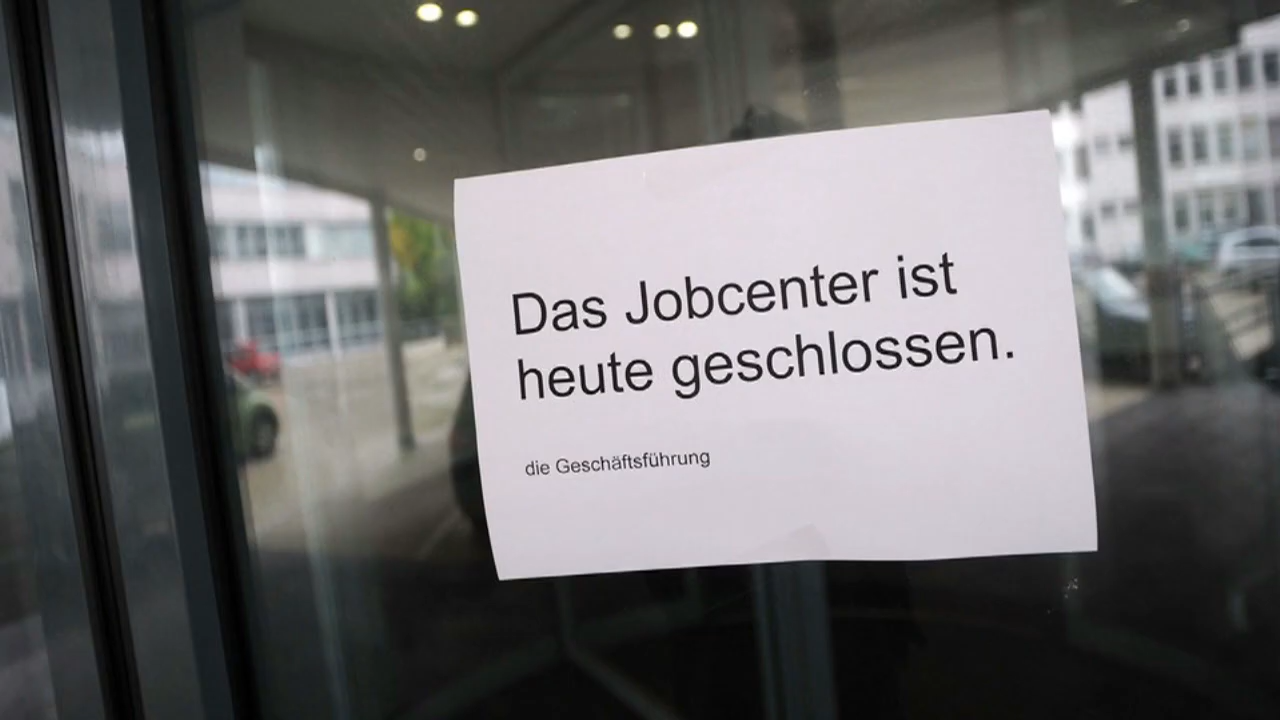 Das Jobcenter ist
heute geschlossen.
die Geschäftsführung